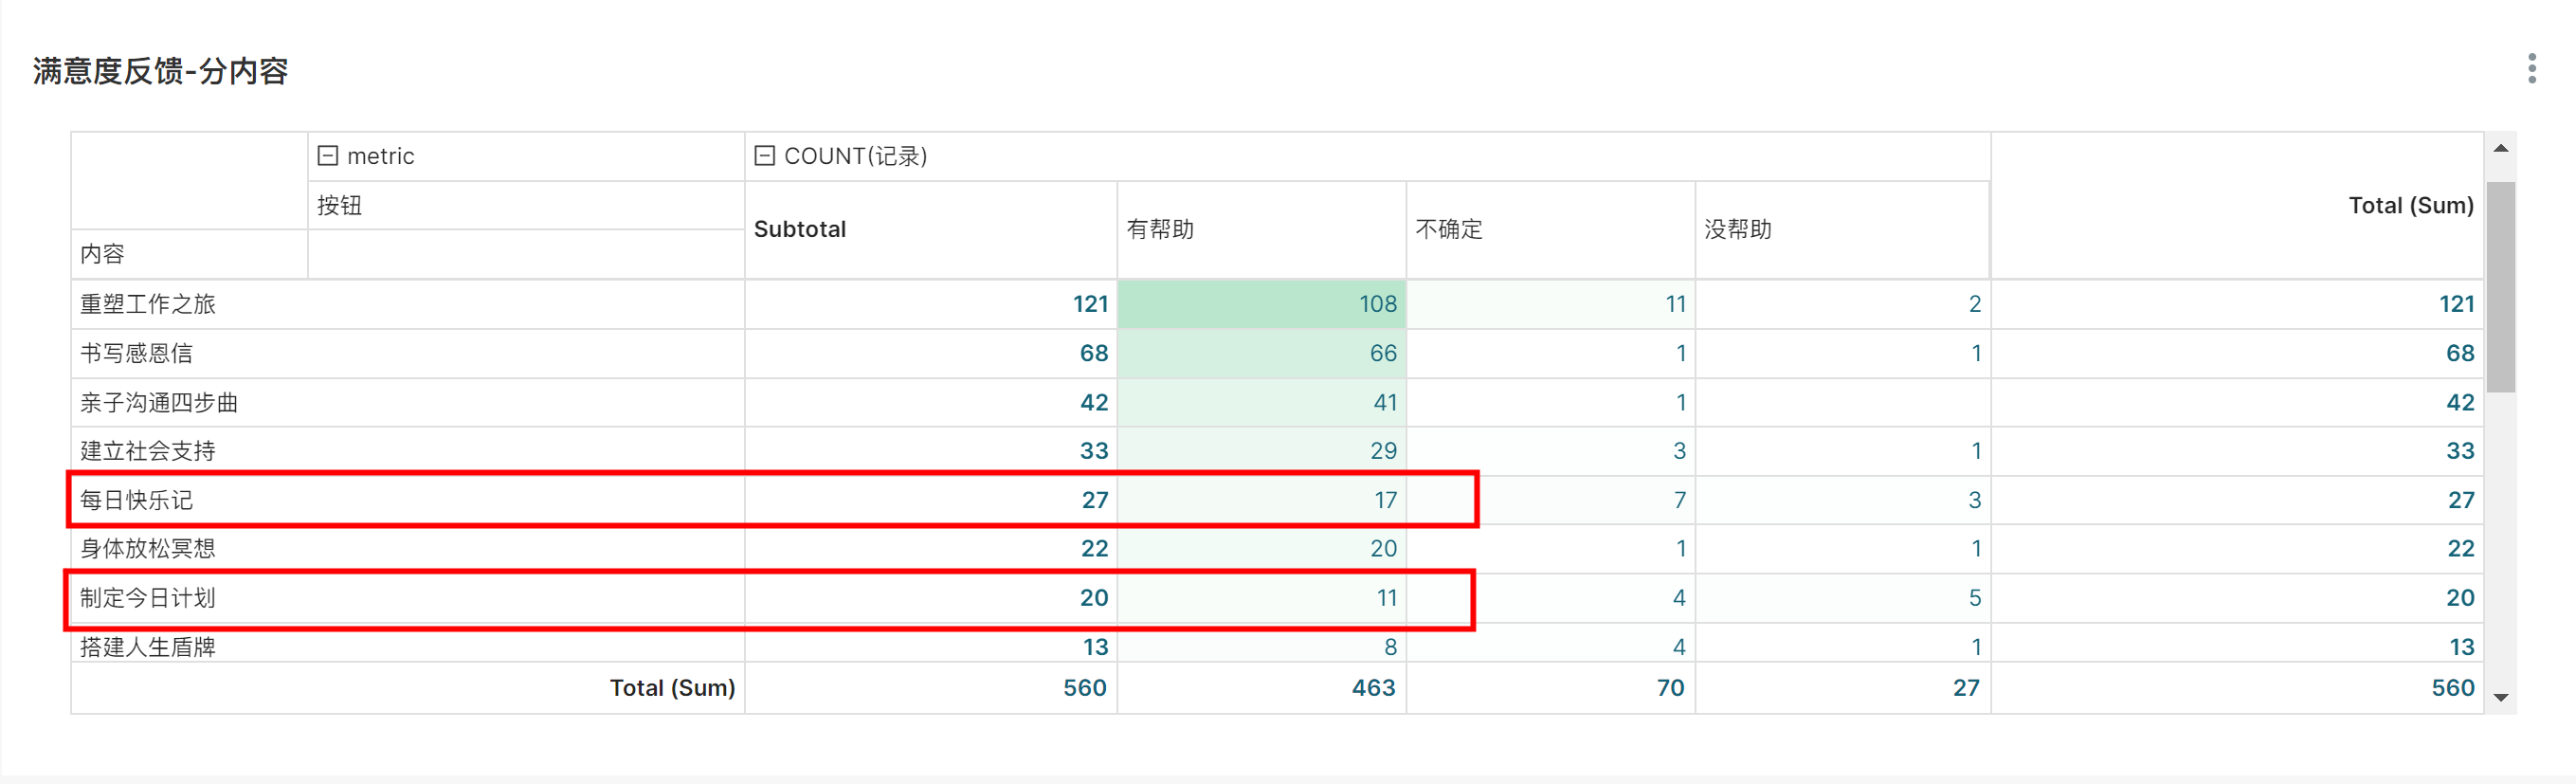 满意度反馈-分内容
metric COUNT(记录)
按钮 Total (Sum)
Subtotal 有帮助 不确定 没帮助
内容
重塑工作之旅 121 108 11 2 121
书写感恩信 68 66 1 1 68
亲子沟通四步曲 42 41 1 42
建立社会支持 33 29 3 1 33
每日快乐记 27 17 7 3 27
身体放松冥想 22 20 1 1 22
制定今日计划 20 11 4 5 20
搭建人生盾牌 13 8 4 1 13
Total (Sum) 560 463 70 27 560